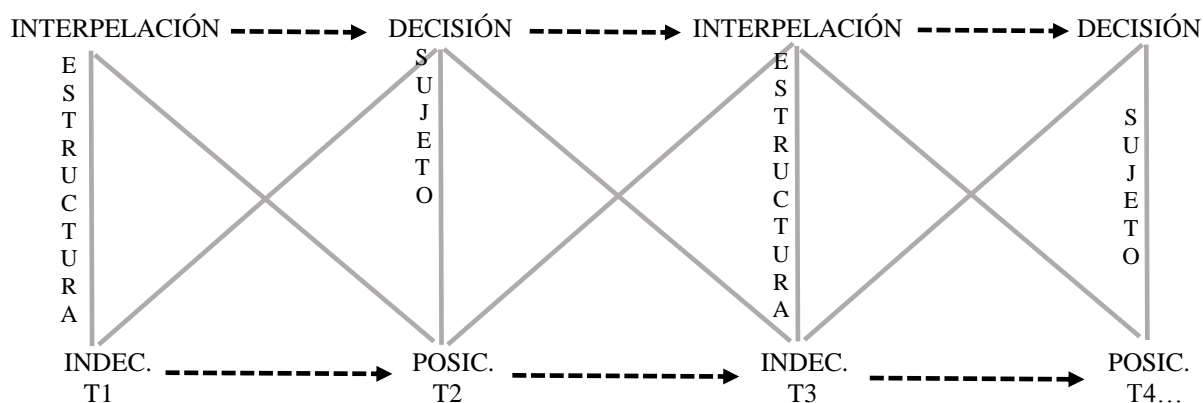 INTERPELACIÓN DECISIÓN INTERPELACIÓN DECISIÓN
ESTRUCTURA
SUJETO
ESTRUCTURA
SUJETO
INDEC. POSIC. INDEC. POSIC.
T1 T2 T3 T4…